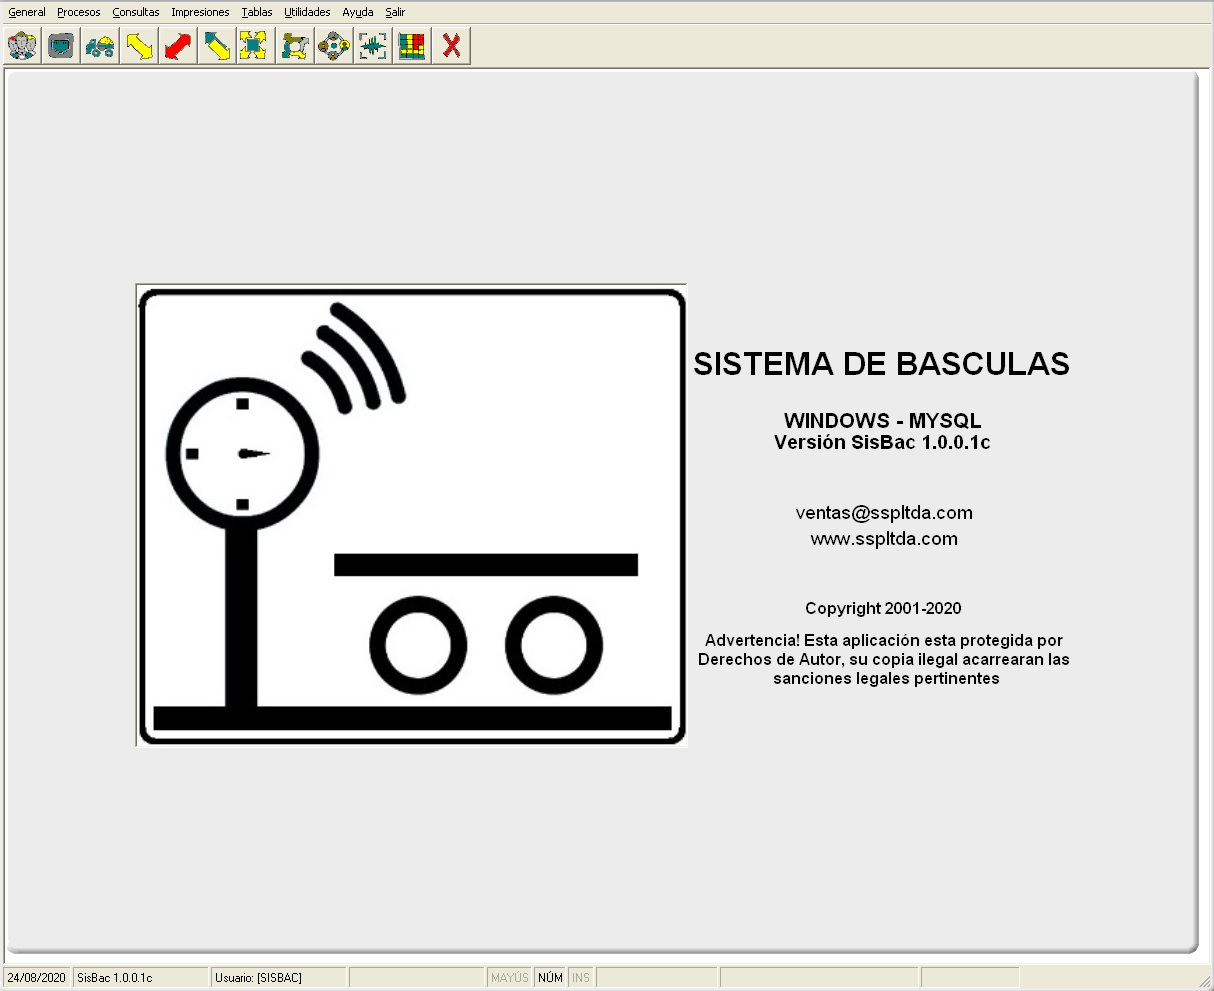 General Procesos Consultas Impresiones Tablas Utilidades Ayuda Salir
SISTEMA DE BASCULAS
WINDOWS - MYSQL
Versión SisBac 1.0.0.1c
ventas@sspltda.com
www.sspltda.com
Copyright 2001-2020
Advertencia! Esta aplicación esta protegida por
Derechos de Autor, su copia ilegal acarrearan las
sanciones legales pertinentes
24/08/2020 SisBac 1.0.0.1c Usuario: [SISBAC] MAYÚS NÚM INS